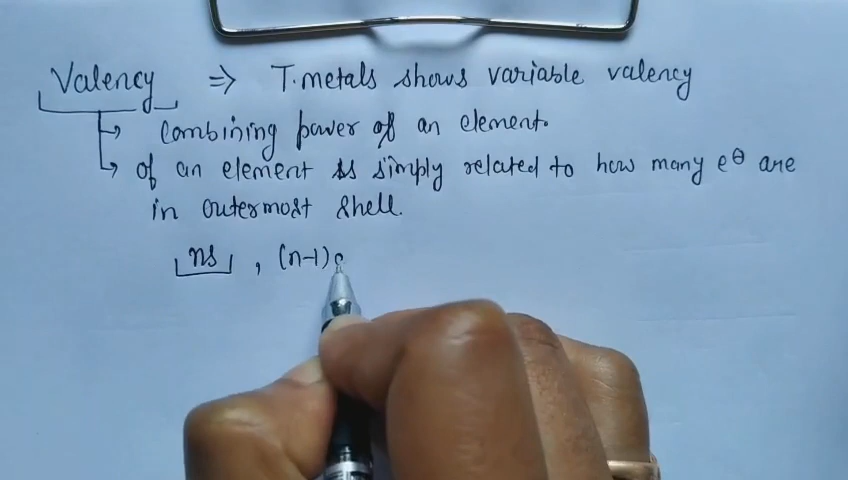 Valency ⇒ T.metals shows variable valency
→ Combining power of an element.
→ of an element is simply related to how many e⊖ are
in outermost shell.
ns , (n-1)